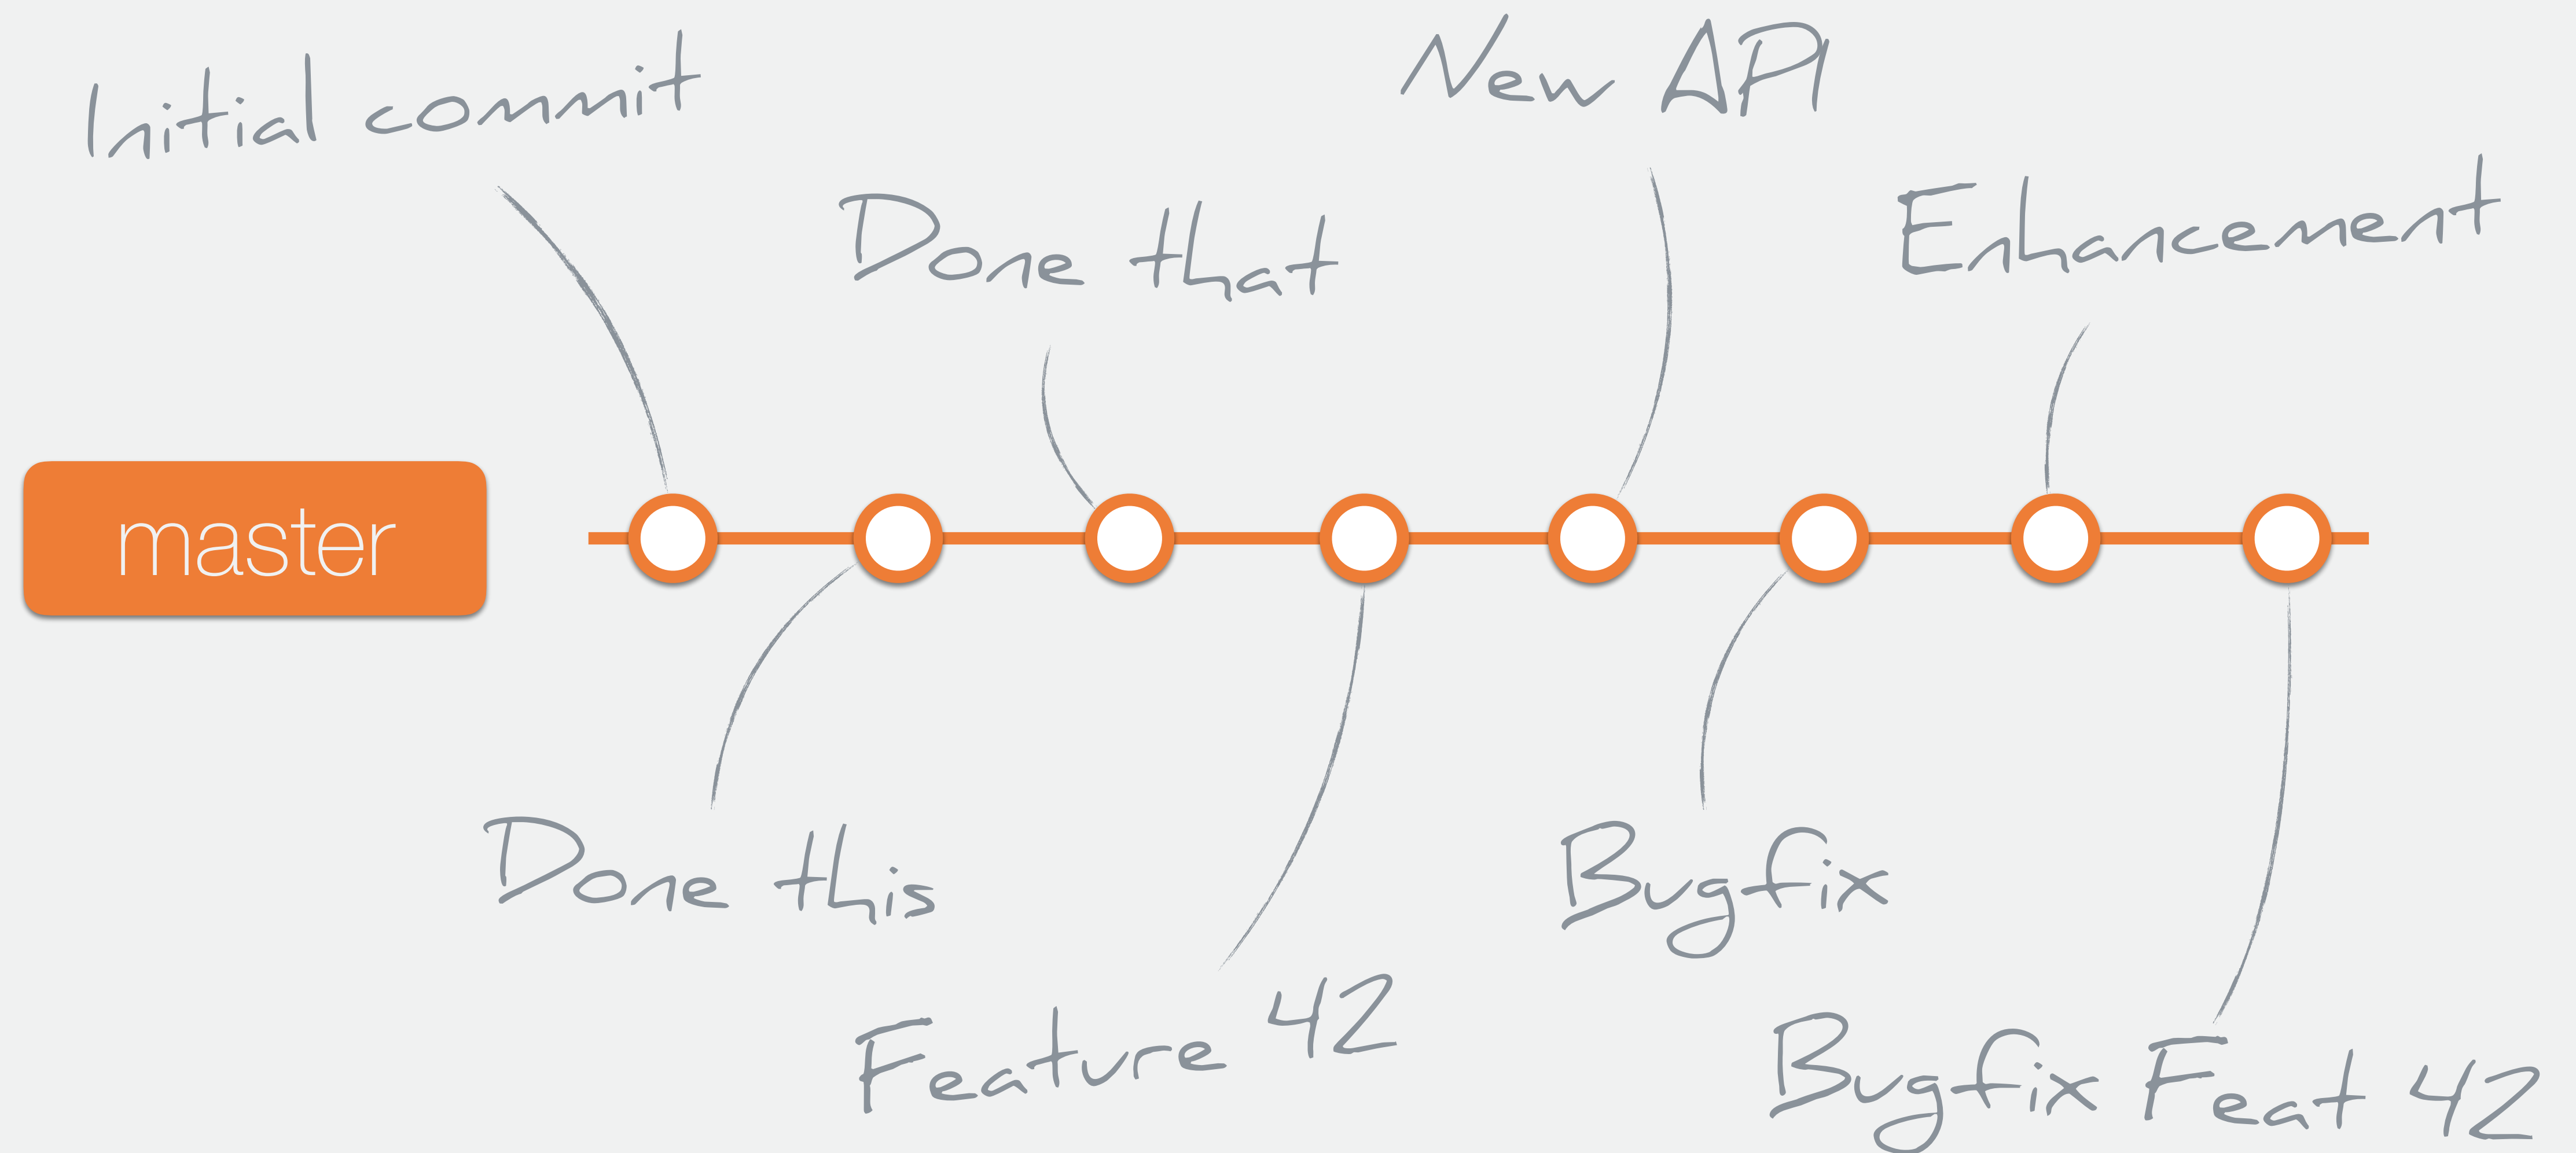 Initial commit
New API
Done that
Enhancement
master
Done this
Bugfix
Feature 42
Bugfix Feat 42